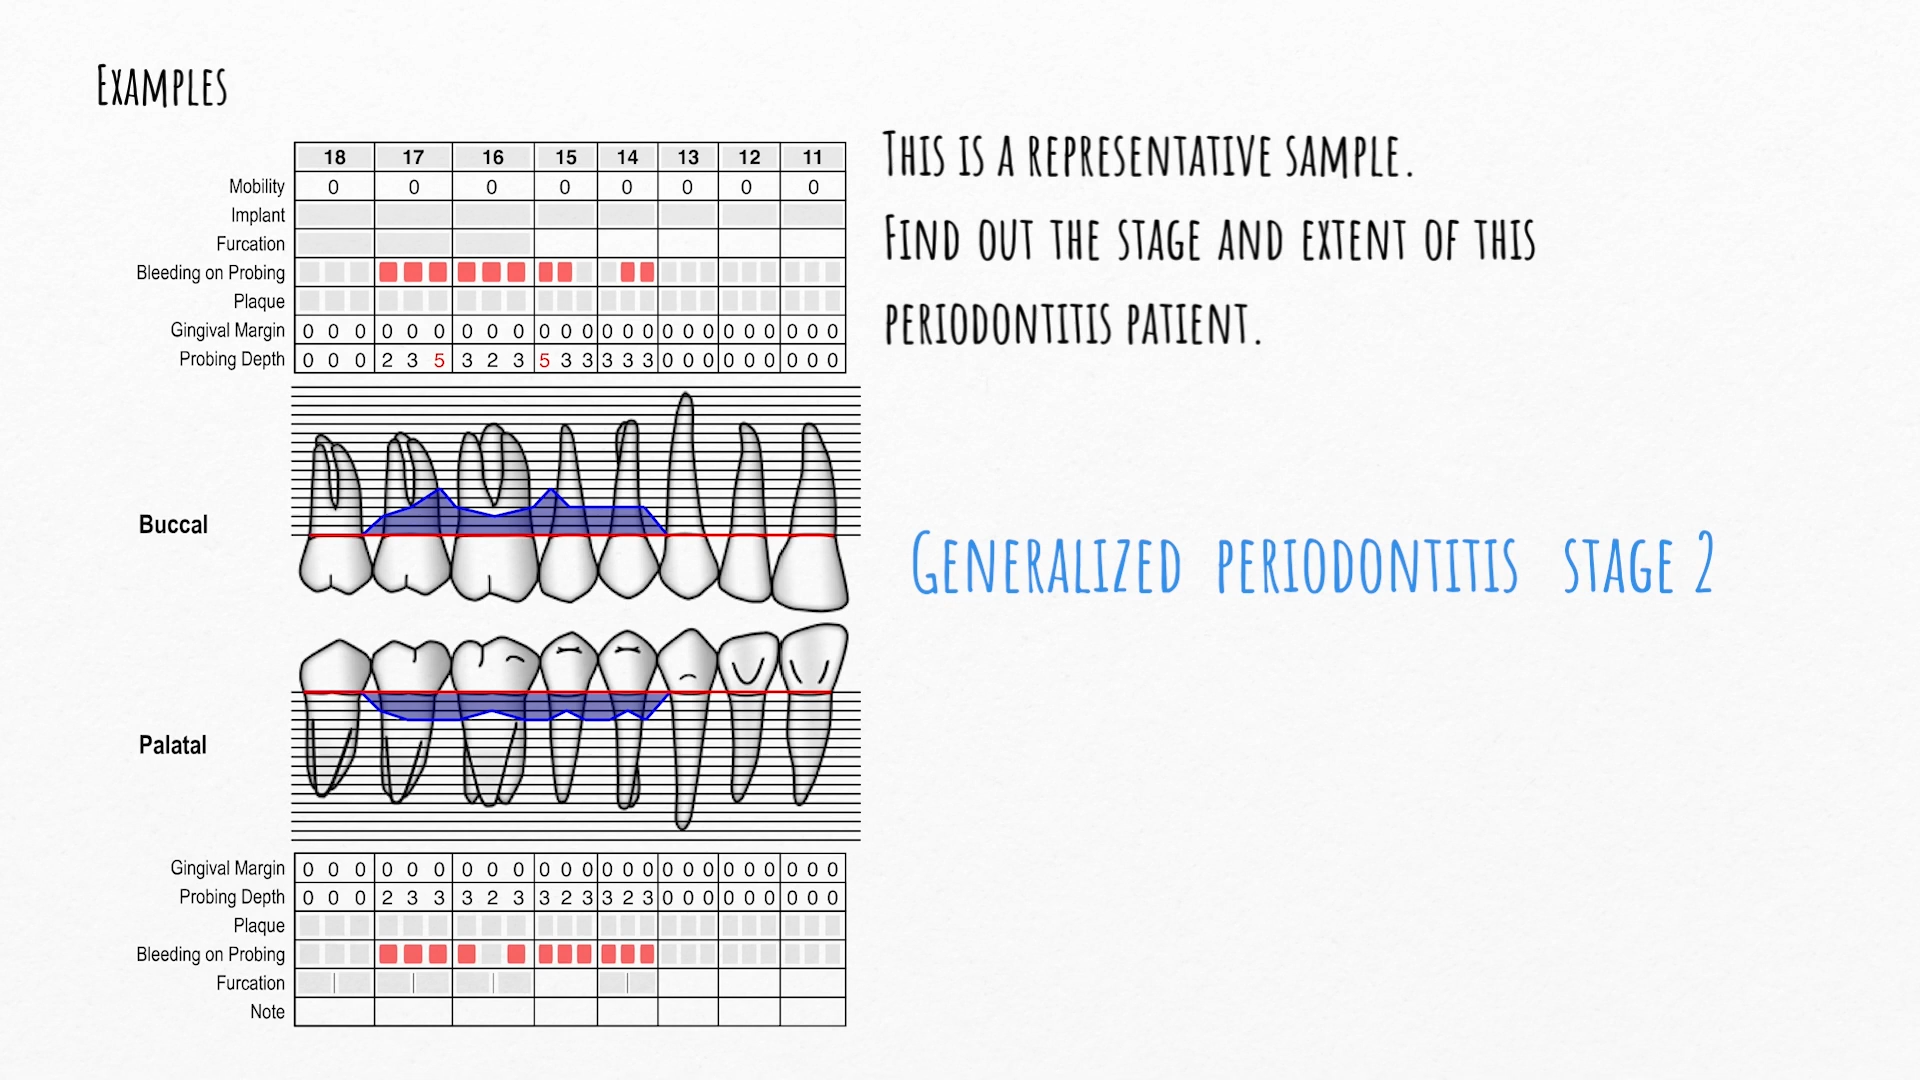 Examples
18 17 16 15 14 13 12 11
Mobility 0 0 0 0 0 0 0 0
Implant
Furcation
Bleeding on Probing
Plaque
Gingival Margin 0 0 0 0 0 0 0 0 0 0 0 0 0 0 0 0 0 0 0 0 0 0 0 0
Probing Depth 0 0 0 2 3 5 3 2 3 5 3 3 3 3 3 0 0 0 0 0 0 0 0 0
This is a representative sample.
Find out the stage and extent of this
periodontitis patient.
Buccal
Generalized periodontitis stage 2
Palatal
Gingival Margin 0 0 0 0 0 0 0 0 0 0 0 0 0 0 0 0 0 0 0 0 0 0 0 0
Probing Depth 0 0 0 2 3 3 3 2 3 3 2 3 3 2 3 0 0 0 0 0 0 0 0 0
Plaque
Bleeding on Probing
Furcation
Note